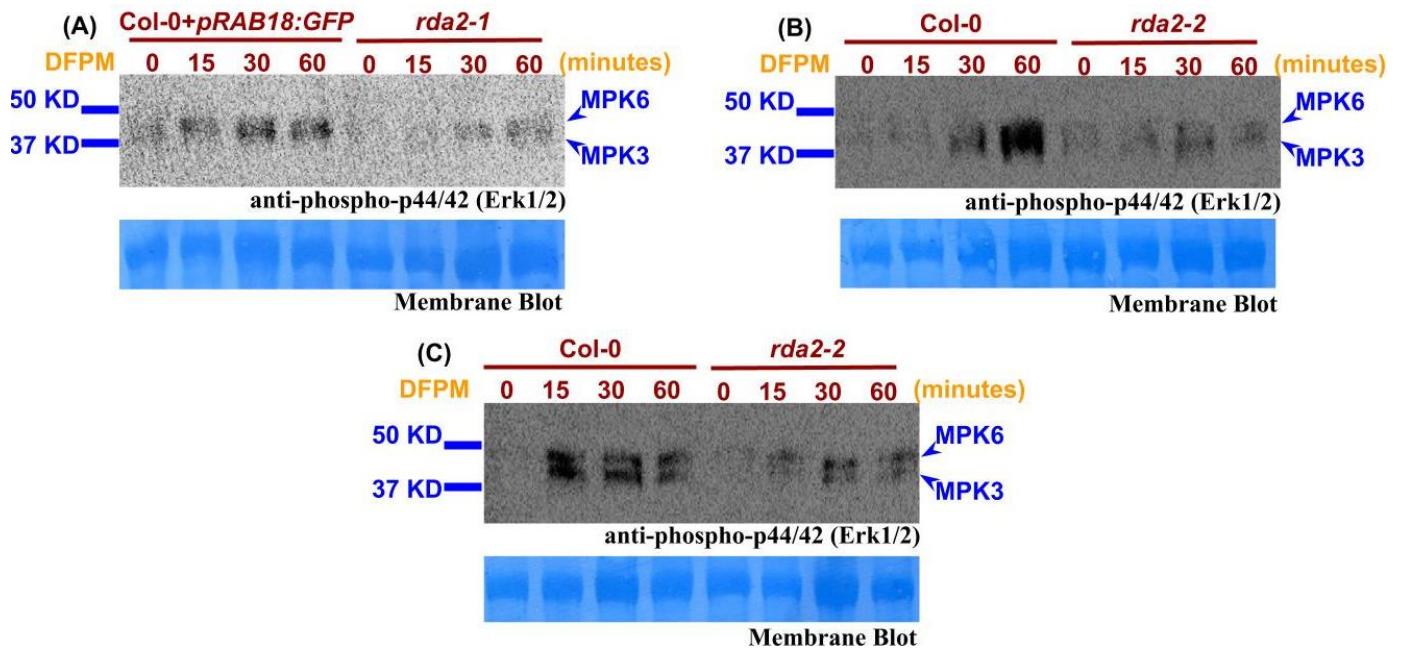 (A)
Col-0+pRAB18:GFP rda2-1
DFPM 0 15 30 60 0 15 30 60 (minutes)
50 KD
37 KD
MPK6
MPK3
anti-phospho-p44/42 (Erk1/2)
Membrane Blot
(B)
Col-0 rda2-2
DFPM 0 15 30 60 0 15 30 60 (minutes)
50 KD
37 KD
MPK6
MPK3
anti-phospho-p44/42 (Erk1/2)
Membrane Blot
(C)
Col-0 rda2-2
DFPM 0 15 30 60 0 15 30 60 (minutes)
50 KD
37 KD
MPK6
MPK3
anti-phospho-p44/42 (Erk1/2)
Membrane Blot